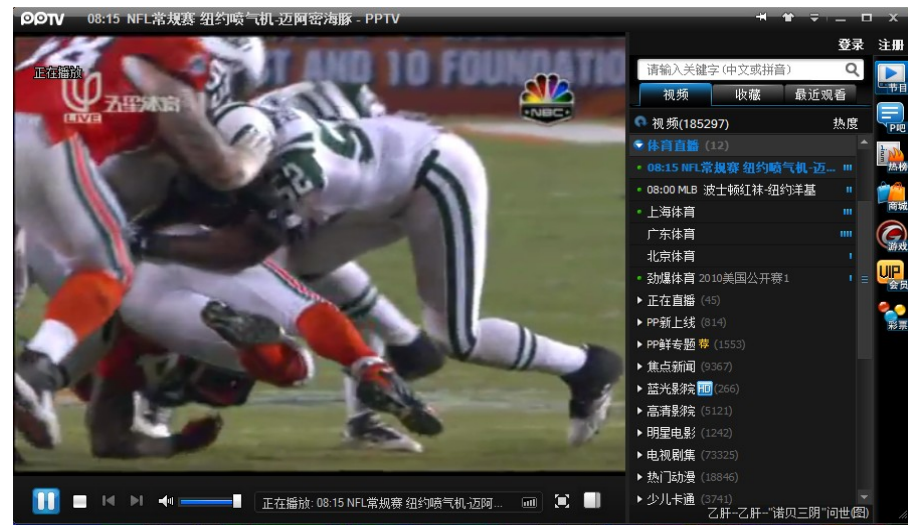 PPTV 08:15 NFL常规赛 纽约喷气机-迈阿密海豚 - PPTV
登录 注册
正在播放
五星体育
LIVE
ST AND 10 FOUNDATIO
NBC
52
请输入关键字(中文或拼音)
视频 收藏 最近观看
视频(185297) 热度
体育直播 (12)
08:15 NFL常规赛 纽约喷气机-迈...
08:00 MLB 波士顿红袜-纽约洋基
上海体育
广东体育
北京体育
劲爆体育 2010美国公开赛1
正在直播 (45)
PP新上线 (814)
PP鲜专题 荐 (1553)
焦点新闻 (9367)
蓝光影院 HD (266)
高清影院 (5121)
明星电影 (1242)
电视剧集 (73325)
热门动漫 (18846)
少儿卡通 (3741)
节目
P吧
热榜
商城
游戏
VIP
会员
彩票
正在播放: 08:15 NFL常规赛 纽约喷气机-迈阿...
乙肝--乙肝--"诺贝三阴"问世(图)